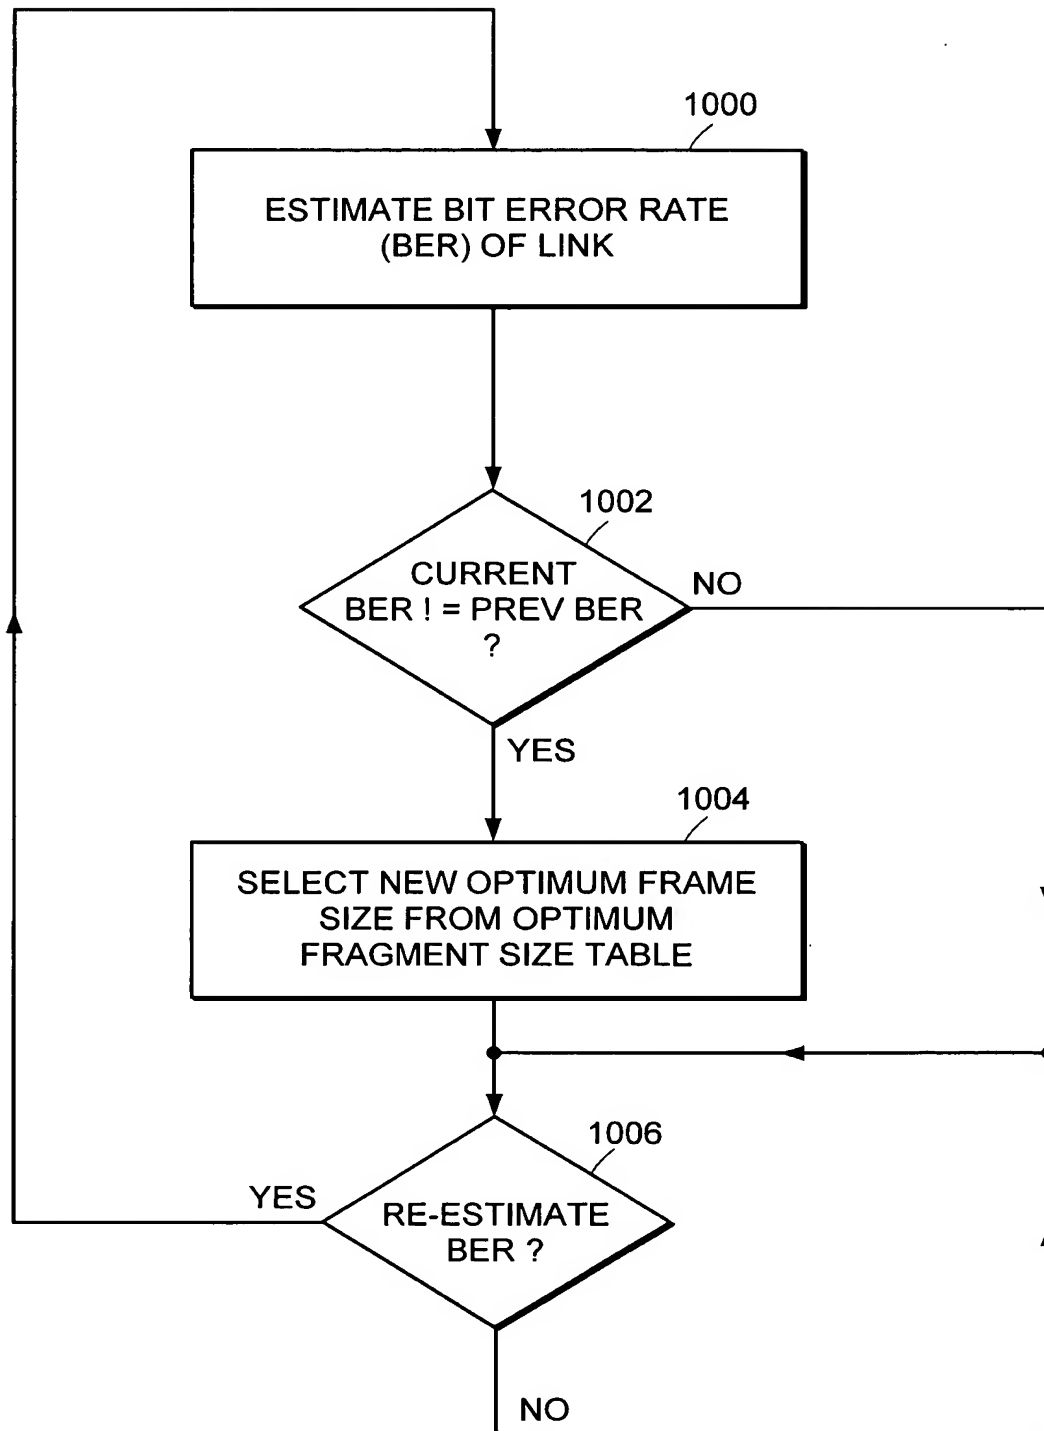 1000
ESTIMATE BIT ERROR RATE
(BER) OF LINK
1002
CURRENT
BER ! = PREV BER
?
NO
YES
1004
SELECT NEW OPTIMUM FRAME
SIZE FROM OPTIMUM
FRAGMENT SIZE TABLE
1006
YES
RE-ESTIMATE
BER ?
NO